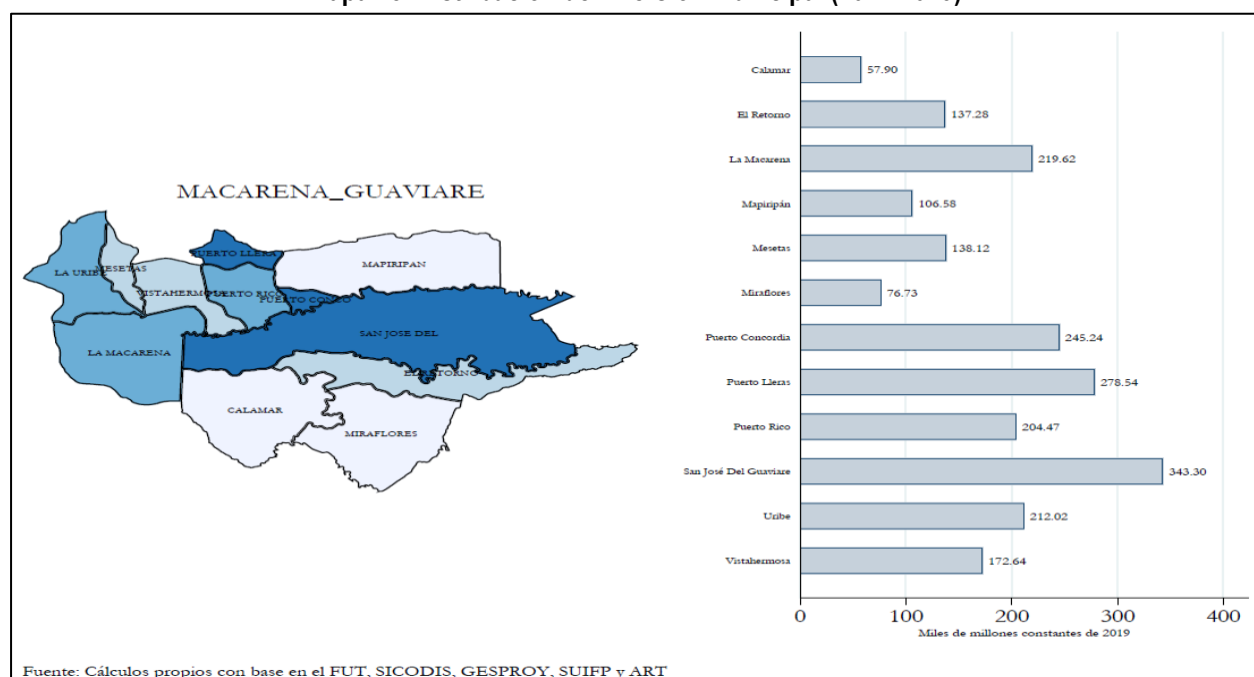 MACARENA_GUAVIARE
PUERTO LLERA
MAPIRIPAN
LA URIBE
MESETAS
VISTAHERMOSA
PUERTO RICO
PUERTO CONCO
SAN JOSE DEL
LA MACARENA
EL RETORNO
CALAMAR
MIRAFLORES
Calamar 57.90
El Retorno 137.28
La Macarena 219.62
Mapiripán 106.58
Mesetas 138.12
Miraflores 76.73
Puerto Concordia 245.24
Puerto Lleras 278.54
Puerto Rico 204.47
San José Del Guaviare 343.30
Uribe 212.02
Vistahermosa 172.64
0 100 200 300 400
Miles de millones constantes de 2019
Fuente: Cálculos propios con base en el FUT, SICODIS, GESPROY, SUIFP y ART